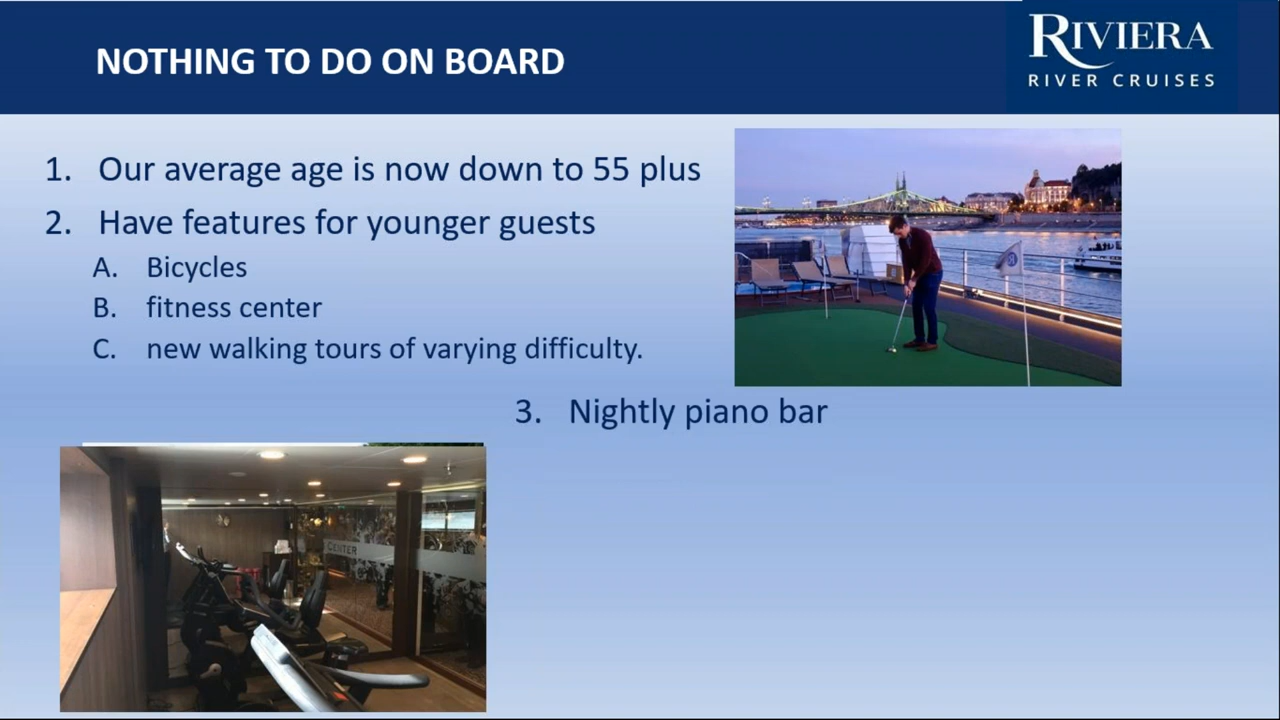 NOTHING TO DO ON BOARD
RIVIERA
RIVER CRUISES
1. Our average age is now down to 55 plus
2. Have features for younger guests
A. Bicycles
B. fitness center
C. new walking tours of varying difficulty.
3. Nightly piano bar
CENTER